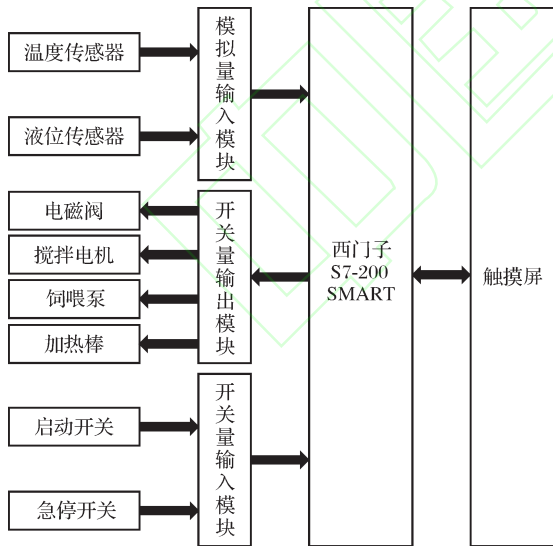 温度传感器
液位传感器
模拟量输入模块
电磁阀
搅拌电机
饲喂泵
加热棒
开关量输出模块
启动开关
急停开关
开关量输入模块
西门子
S7-200
SMART
触摸屏